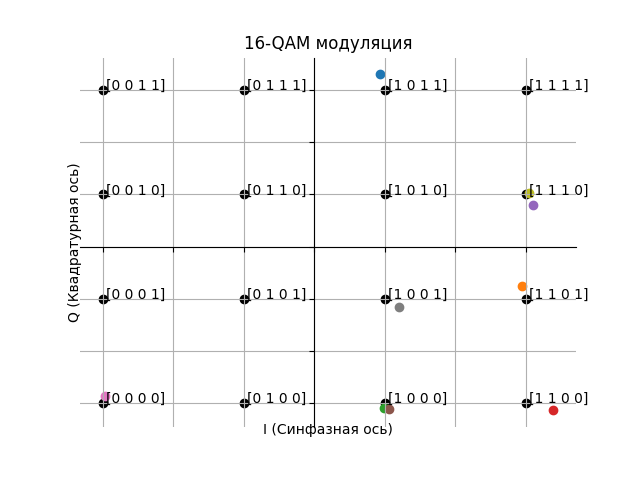 16-QAM модуляция
[0 0 1 1] [0 1 1 1] [1 0 1 1] [1 1 1 1]
[0 0 1 0] [0 1 1 0] [1 0 1 0] [1 1 1 0]
Q (Квадратурная ось)
[0 0 0 1] [0 1 0 1] [1 0 0 1] [1 1 0 1]
[0 0 0 0] [0 1 0 0] [1 0 0 0] [1 1 0 0]
I (Синфазная ось)